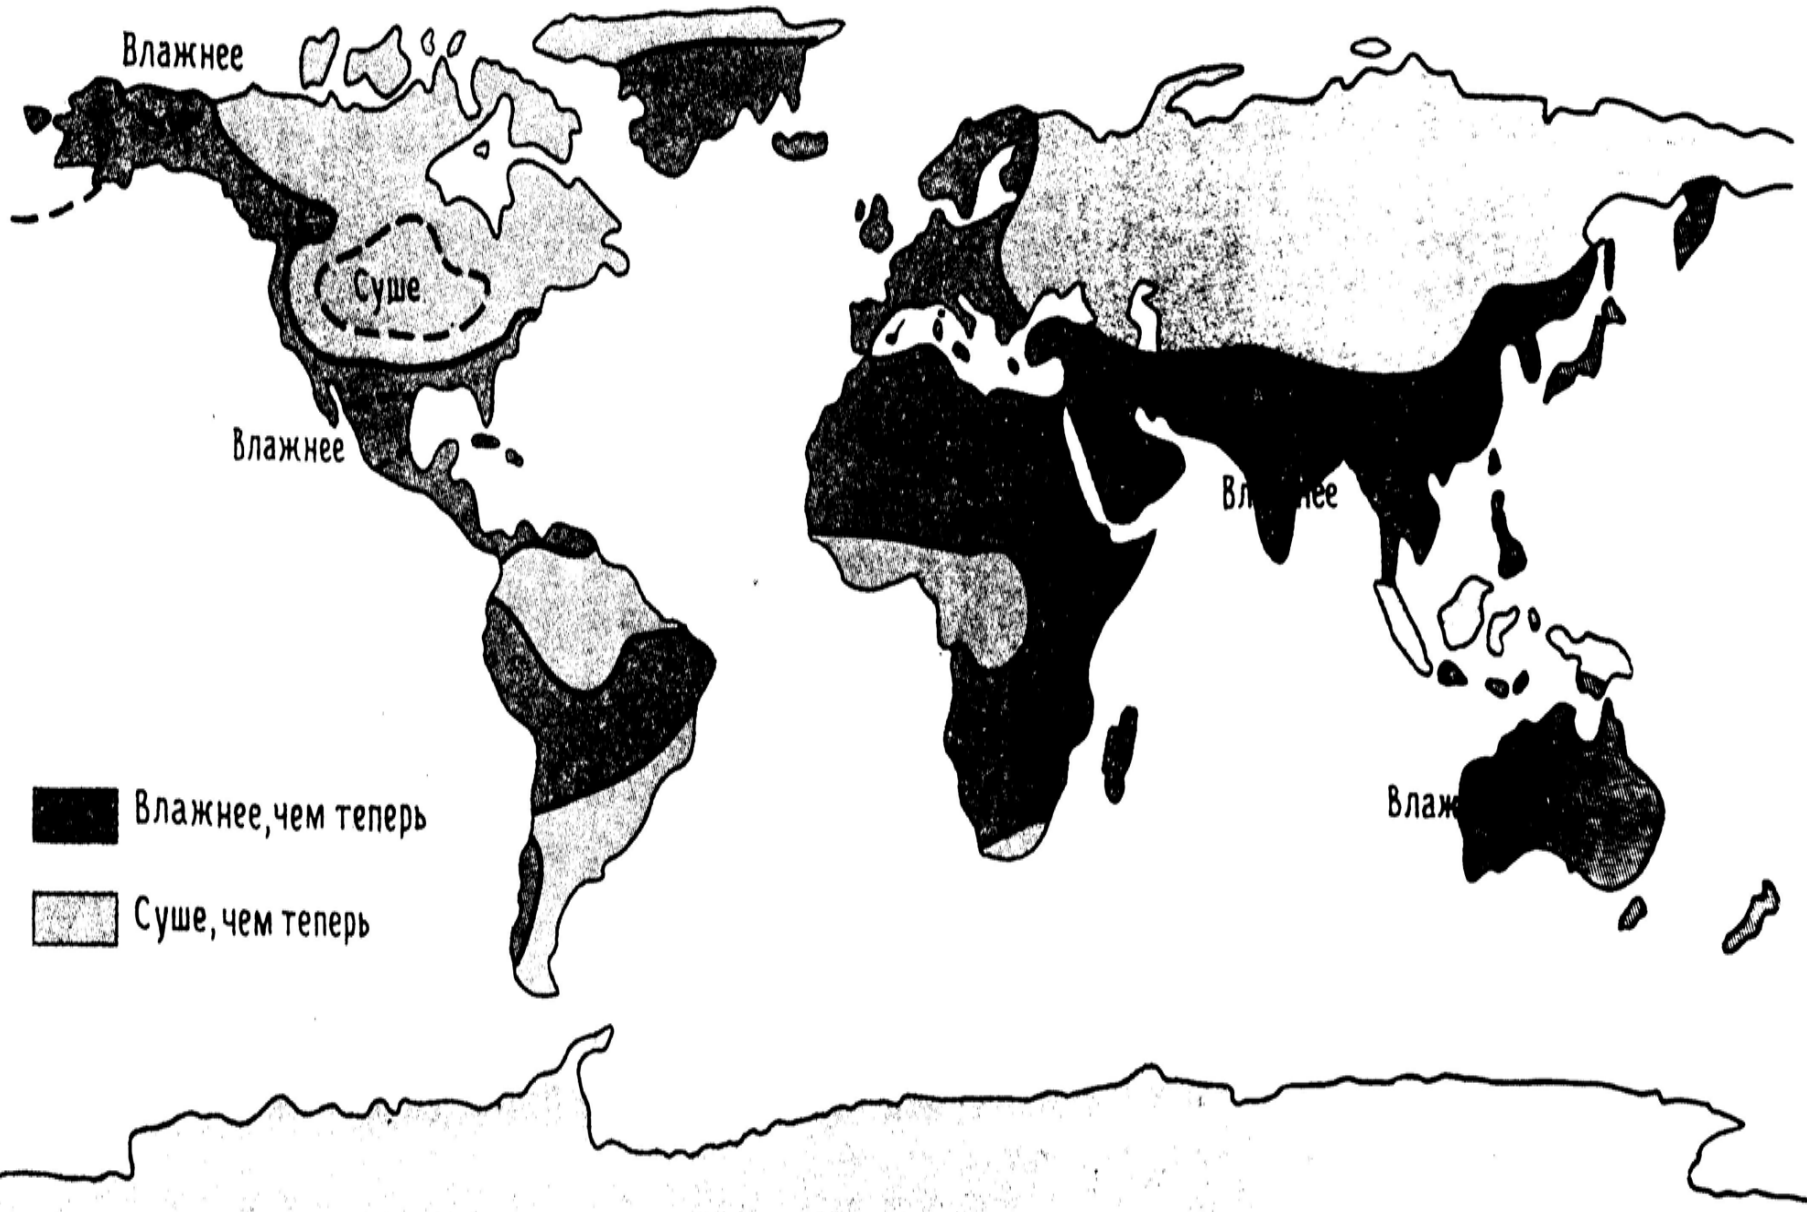 Влажнее
Суше
Влажнее
Влажнее, чем теперь
Суше, чем теперь